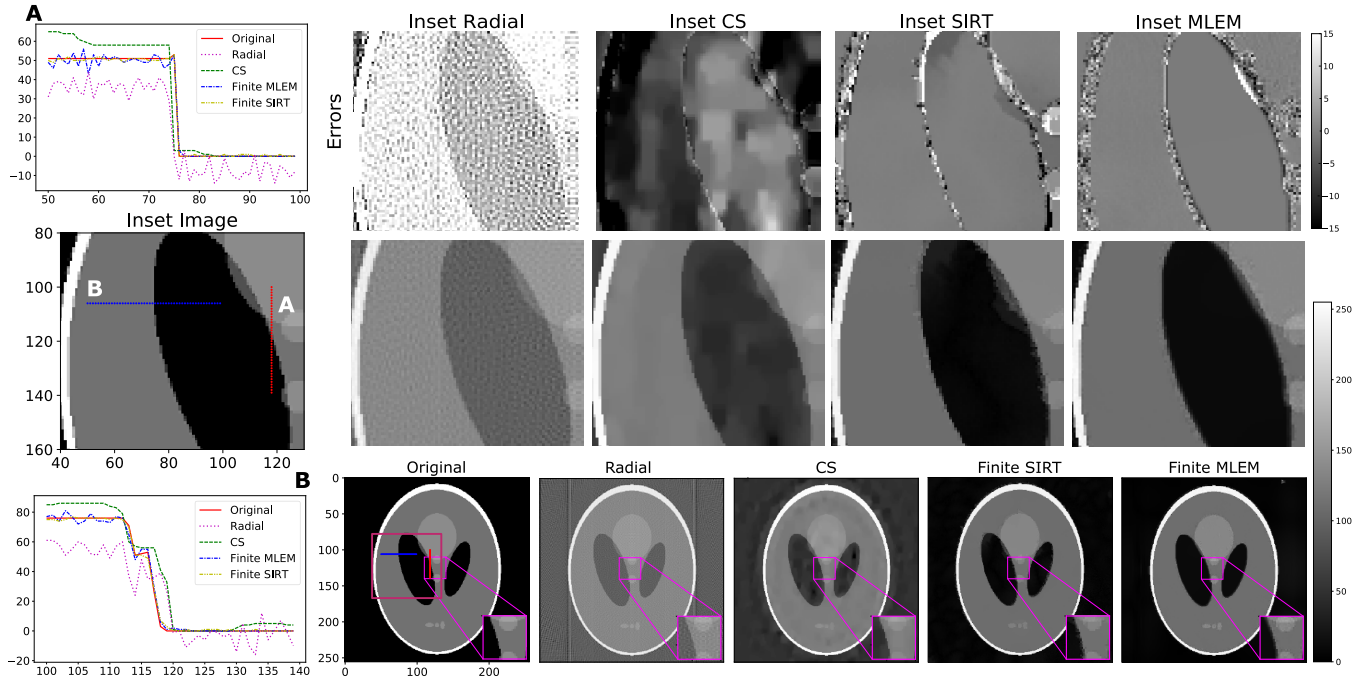 A
60
50
40
30
20
10
0
−10
50 60 70 80 90 100
Original
Radial
CS
Finite MLEM
Finite SIRT
Inset Radial
Inset CS
Inset SIRT
Inset MLEM
Errors
15
10
5
0
−5
−10
−15
Inset Image
80
100
120
140
160
40 60 80 100 120
B
A
250
200
150
100
50
0
B
80
60
40
20
0
−20
100 105 110 115 120 125 130 135 140
Original
Radial
CS
Finite MLEM
Finite SIRT
Original
Radial
CS
Finite SIRT
Finite MLEM
0
50
100
150
200
250
0 200